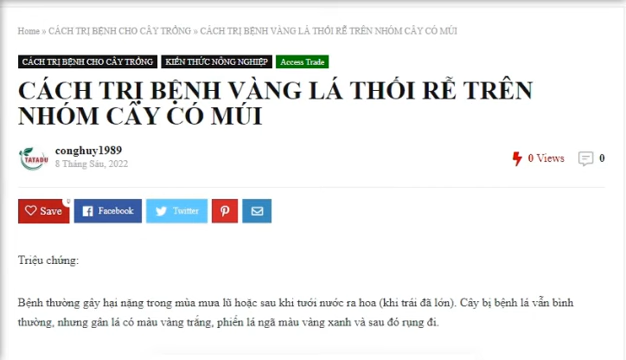 Home » CÁCH TRỊ BỆNH CHO CÂY TRỒNG » CÁCH TRỊ BỆNH VÀNG LÁ THỐI RỄ TRÊN NHÓM CÂY CÓ MÚI
CÁCH TRỊ BỆNH CHO CÂY TRỒNG KIẾN THỨC NÔNG NGHIỆP Access Trade
CÁCH TRỊ BỆNH VÀNG LÁ THỐI RỄ TRÊN
NHÓM CÂY CÓ MÚI
TATADU
conghuy1989
8 Tháng Sáu, 2022
0 Views 0
Save 0 Facebook Twitter
Triệu chứng:
Bệnh thường gây hại nặng trong mùa mưa lũ hoặc sau khi tưới nước ra hoa (khi trái đã lớn). Cây bị bệnh lá vẫn bình
thường, nhưng gân lá có màu vàng trắng, phiến lá ngã màu vàng xanh và sau đó rụng đi.